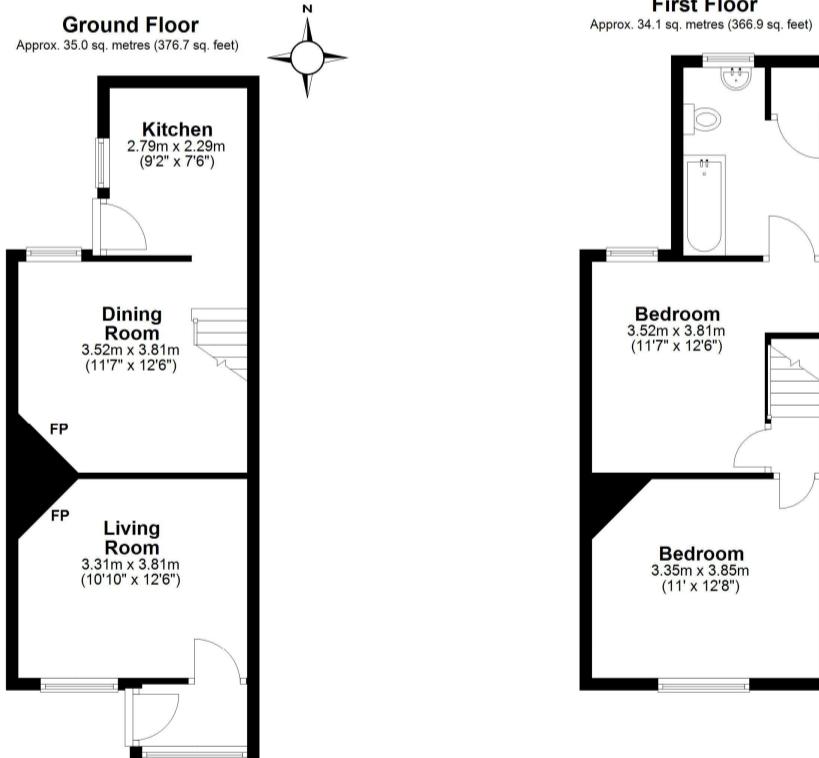 Ground Floor
Approx. 35.0 sq. metres (376.7 sq. feet)
N
Kitchen
2.79m x 2.29m
(9'2" x 7'6")
Dining
Room
3.52m x 3.81m
(11'7" x 12'6")
FP
FP
Living
Room
3.31m x 3.81m
(10'10" x 12'6")
First Floor
Approx. 34.1 sq. metres (366.9 sq. feet)
Bedroom
3.52m x 3.81m
(11'7" x 12'6")
Bedroom
3.35m x 3.85m
(11' x 12'8")